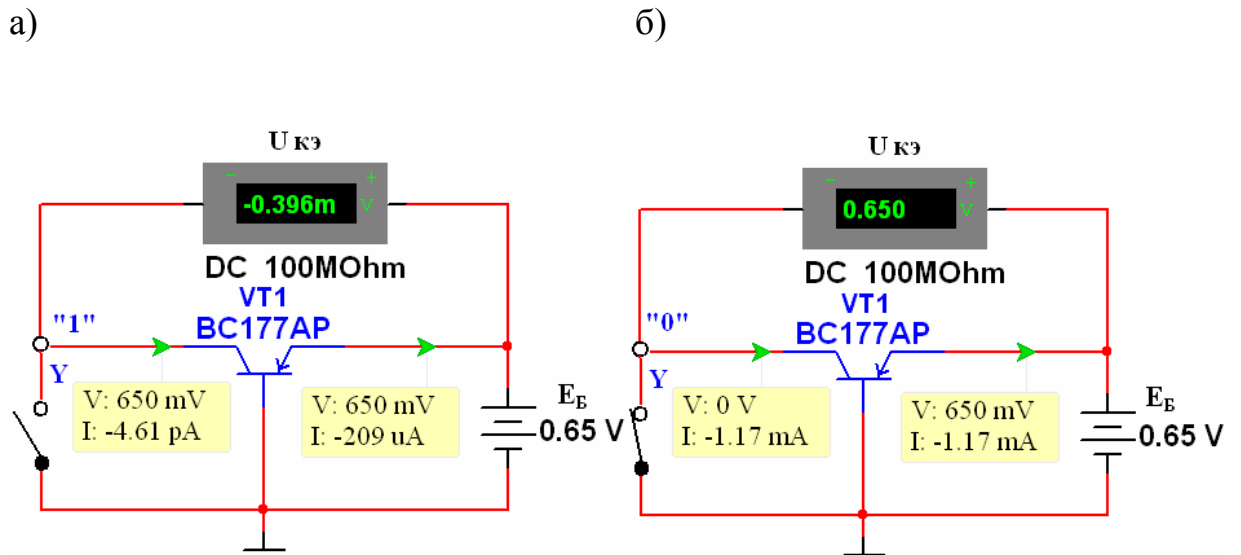 а)
U кэ
− +
-0.396m V
DC 100MOhm
VT1
BC177AP
"1"
Y
V: 650 mV
I: -4.61 pA
V: 650 mV
I: -209 uA
EБ
0.65 V
б)
U кэ
− +
0.650 V
DC 100MOhm
VT1
BC177AP
"0"
Y
V: 0 V
I: -1.17 mA
V: 650 mV
I: -1.17 mA
EБ
0.65 V